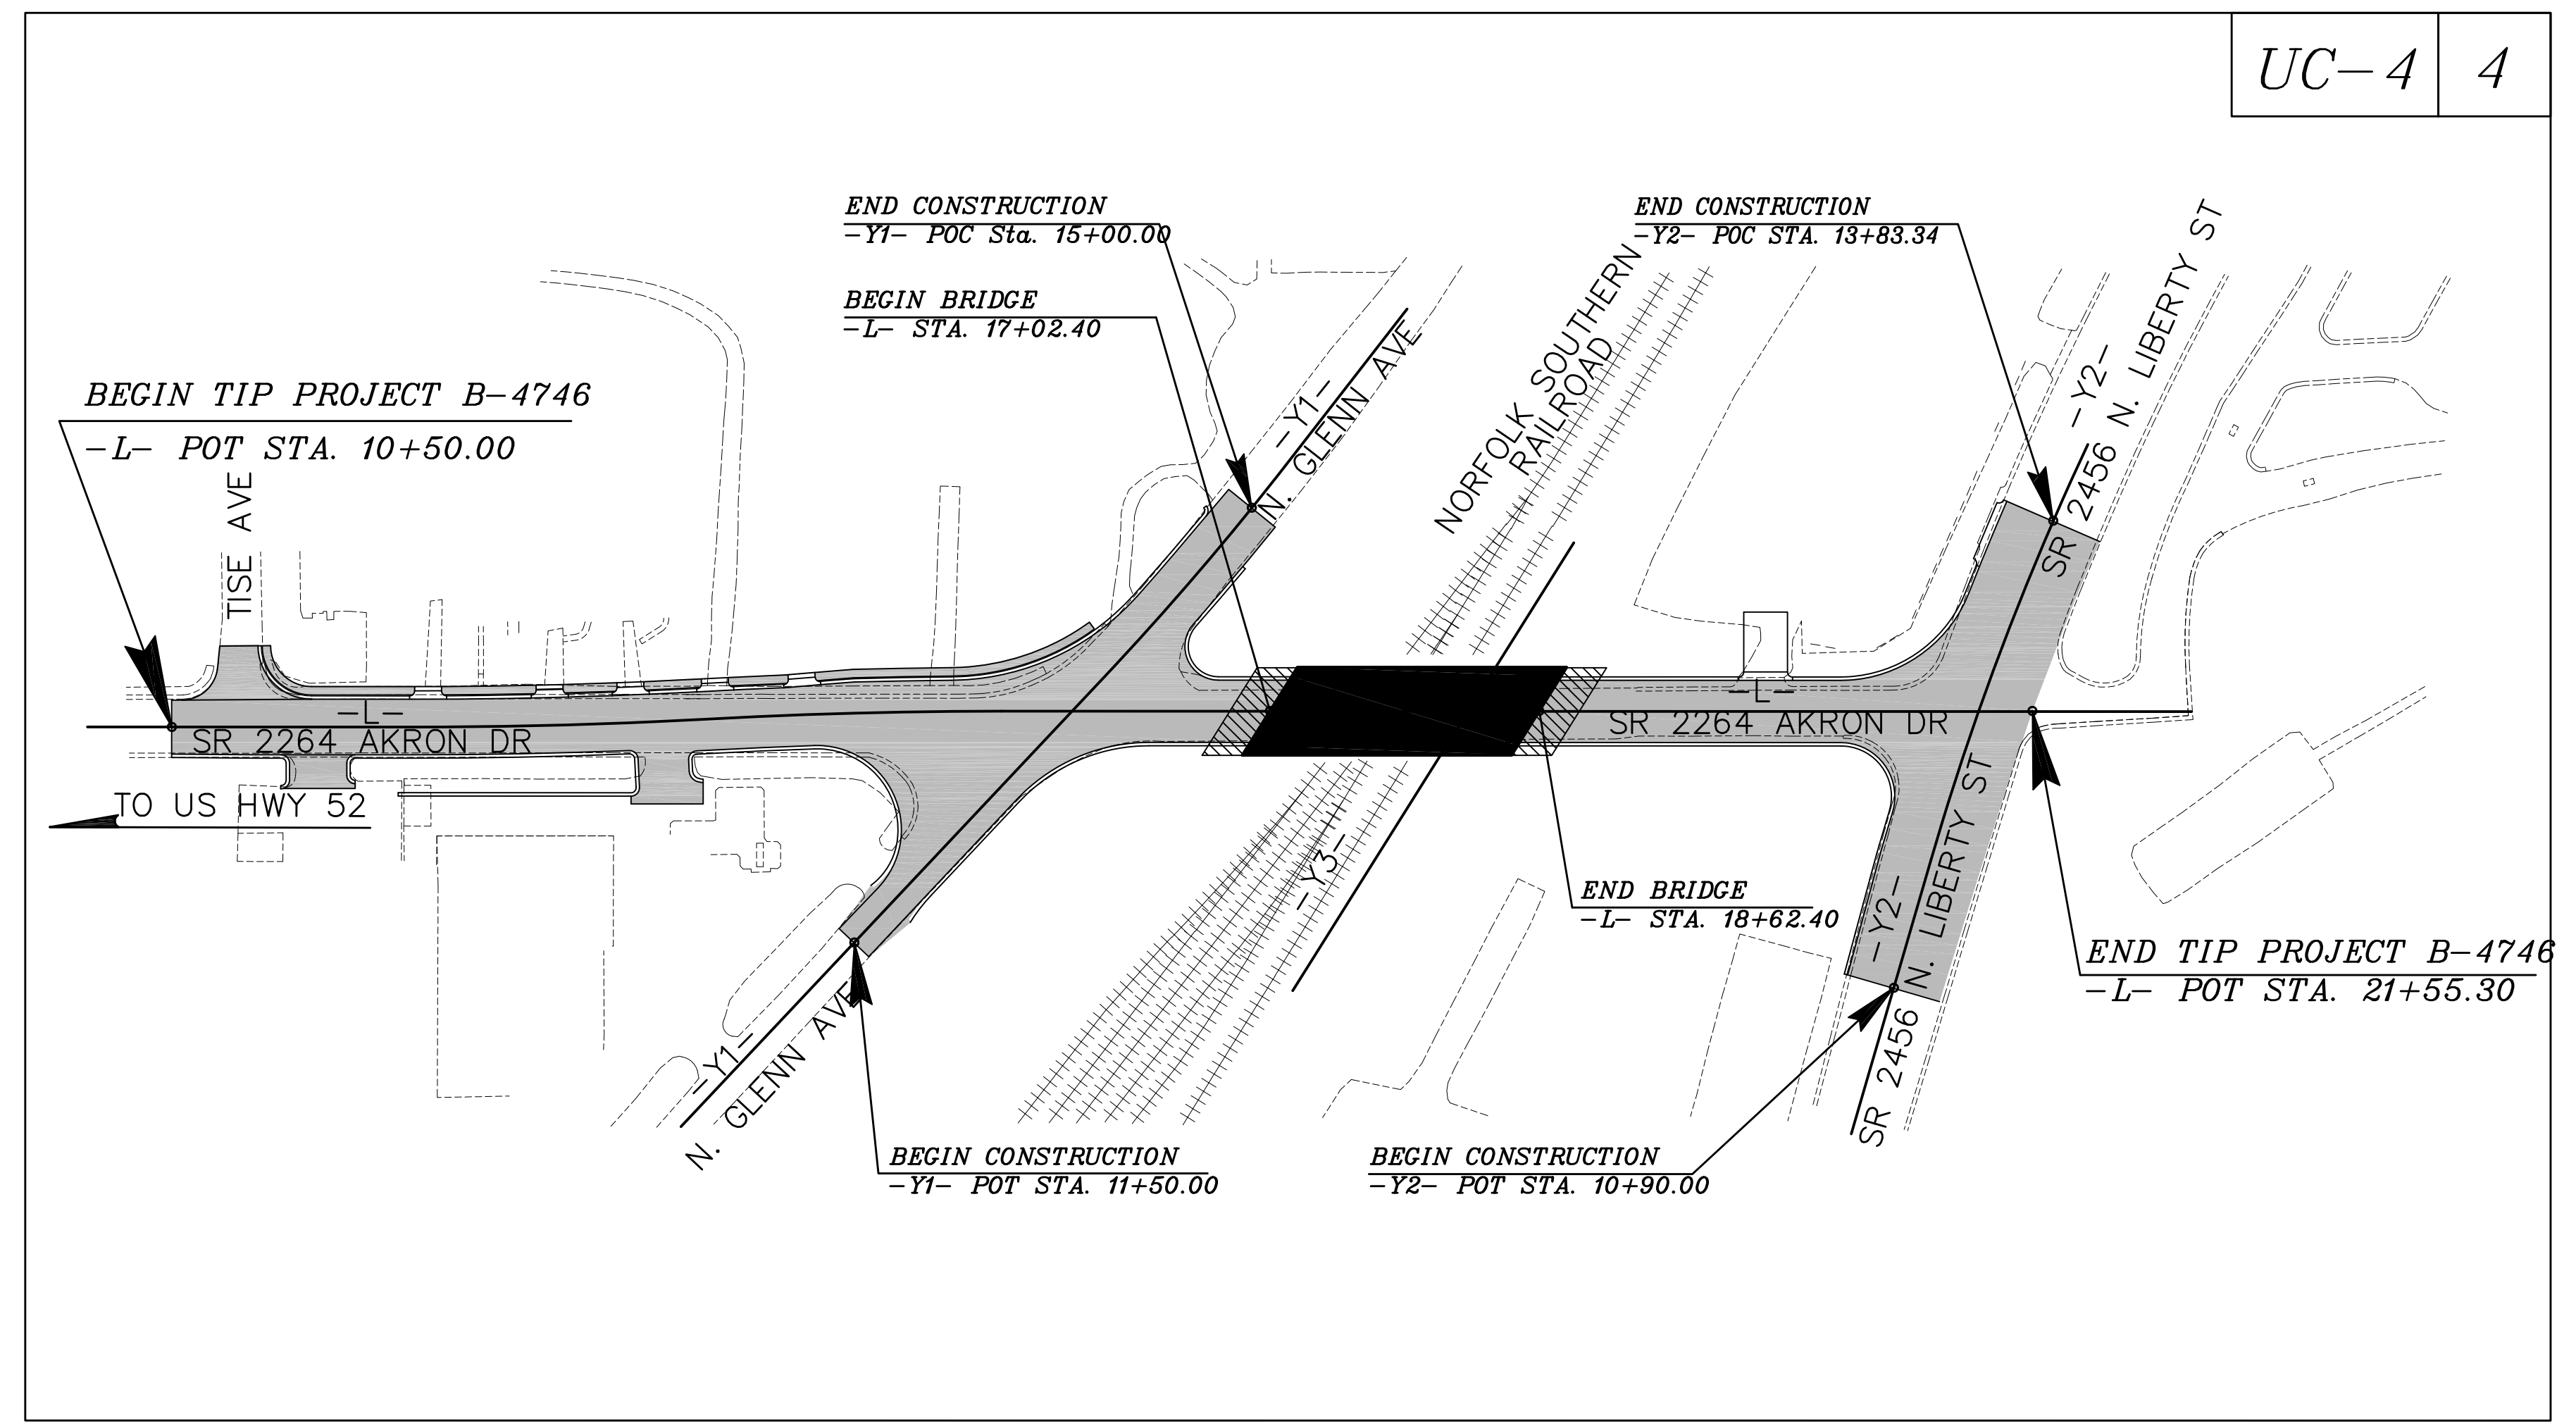 UC-4 4
END CONSTRUCTION
-Y1- POC Sta. 15+00.00
END CONSTRUCTION
-Y2- POC STA. 13+83.34
BEGIN BRIDGE
-L- STA. 17+02.40
BEGIN TIP PROJECT B-4746
-L- POT STA. 10+50.00
TISE AVE
-Y1-
N. GLENN AVE
NORFOLK SOUTHERN
RAILROAD
-Y2-
SR 2456 N. LIBERTY ST
-L-
SR 2264 AKRON DR
-L-
SR 2264 AKRON DR
TO US HWY 52
-Y3-
END BRIDGE
-L- STA. 18+62.40
-Y2-
N. LIBERTY ST
SR 2456
END TIP PROJECT B-4746
-L- POT STA. 21+55.30
-Y1-
N. GLENN AVE
BEGIN CONSTRUCTION
-Y1- POT STA. 11+50.00
BEGIN CONSTRUCTION
-Y2- POT STA. 10+90.00